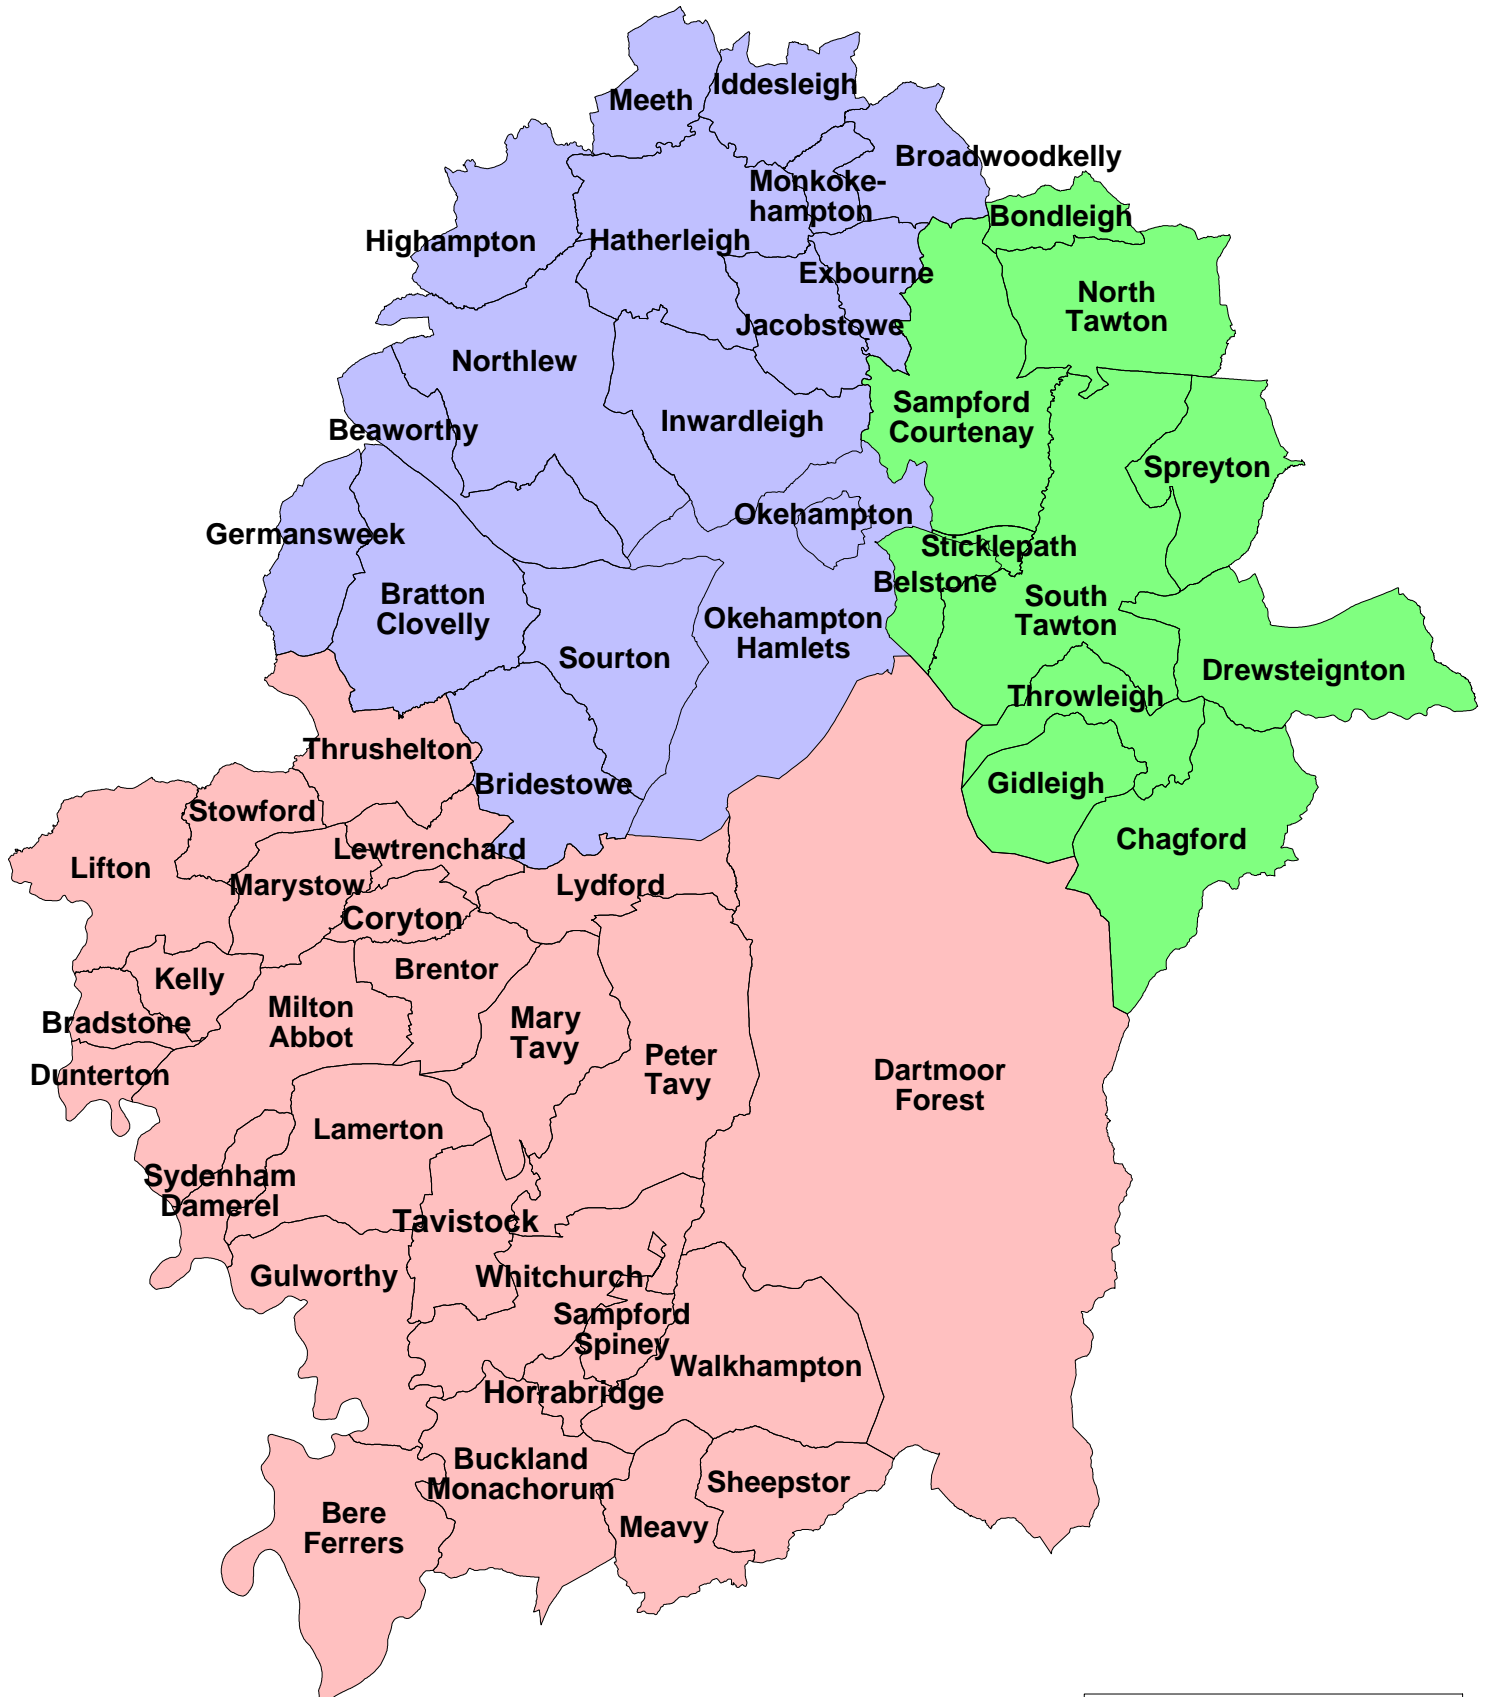 Iddesleigh
Meeth
Broadwoodkelly
Monkoke-
hampton
Bondleigh
Highampton
Hatherleigh
Exbourne
North
Tawton
Jacobstowe
Northlew
Sampford
Courtenay
Inwardleigh
Beaworthy
Spreyton
Okehampton
Germansweek
Sticklepath
Belstone
Bratton
Clovelly
South
Tawton
Okehampton
Hamlets
Sourton
Drewsteignton
Throwleigh
Thrushelton
Bridestowe
Gidleigh
Stowford
Chagford
Lewtrenchard
Lifton
Marystow
Lydford
Coryton
Brentor
Kelly
Milton
Abbot
Mary
Tavy
Bradstone
Peter
Tavy
Dunterton
Dartmoor
Forest
Lamerton
Sydenham
Damerel
Tavistock
Gulworthy
Whitchurch
Sampford
Spiney
Walkhampton
Horrabridge
Buckland
Monachorum
Sheepstor
Bere
Ferrers
Meavy